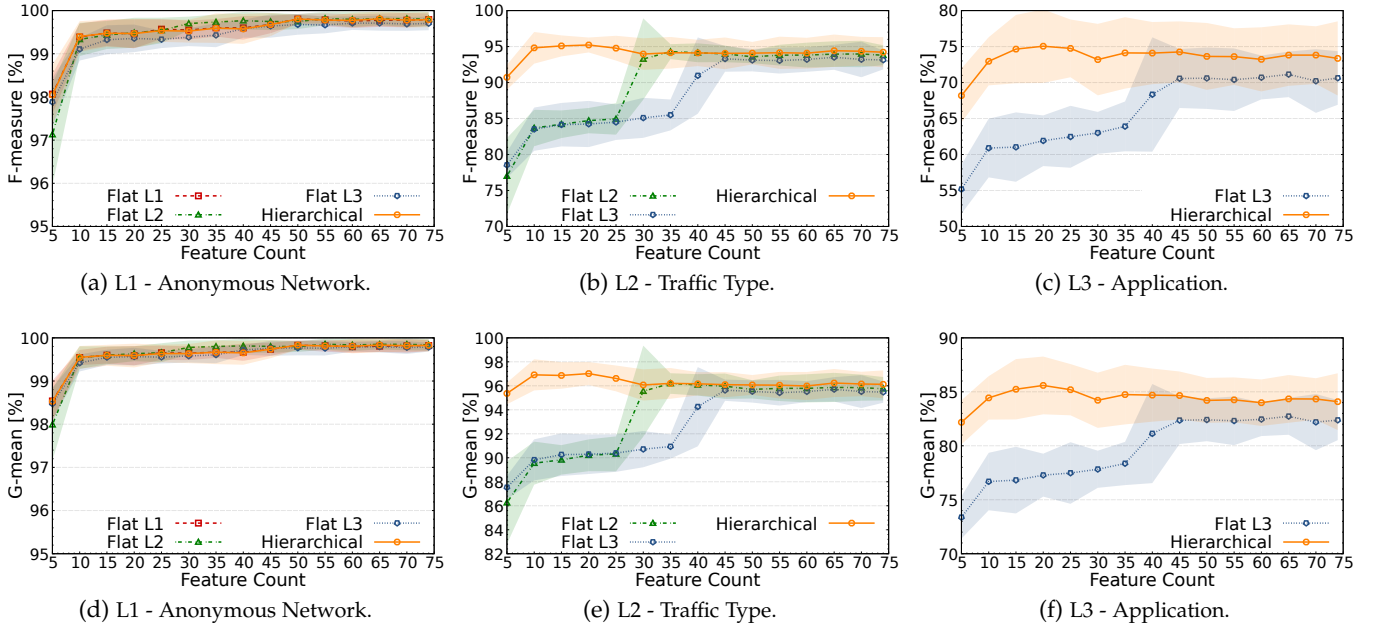 100
99
98
97
96
95
F-measure [%]
Flat L1
Flat L2
Flat L3
Hierarchical
5 10 15 20 25 30 35 40 45 50 55 60 65 70 75
Feature Count
(a) L1 - Anonymous Network.
100
95
90
85
80
75
70
F-measure [%]
Flat L2
Flat L3
Hierarchical
5 10 15 20 25 30 35 40 45 50 55 60 65 70 75
Feature Count
(b) L2 - Traffic Type.
80
75
70
65
60
55
50
F-measure [%]
Flat L3
Hierarchical
5 10 15 20 25 30 35 40 45 50 55 60 65 70 75
Feature Count
(c) L3 - Application.
100
99
98
97
96
95
G-mean [%]
Flat L1
Flat L2
Flat L3
Hierarchical
5 10 15 20 25 30 35 40 45 50 55 60 65 70 75
Feature Count
(d) L1 - Anonymous Network.
100
98
96
94
92
90
88
86
84
82
G-mean [%]
Flat L2
Flat L3
Hierarchical
5 10 15 20 25 30 35 40 45 50 55 60 65 70 75
Feature Count
(e) L2 - Traffic Type.
90
85
80
75
70
G-mean [%]
Flat L3
Hierarchical
5 10 15 20 25 30 35 40 45 50 55 60 65 70 75
Feature Count
(f) L3 - Application.